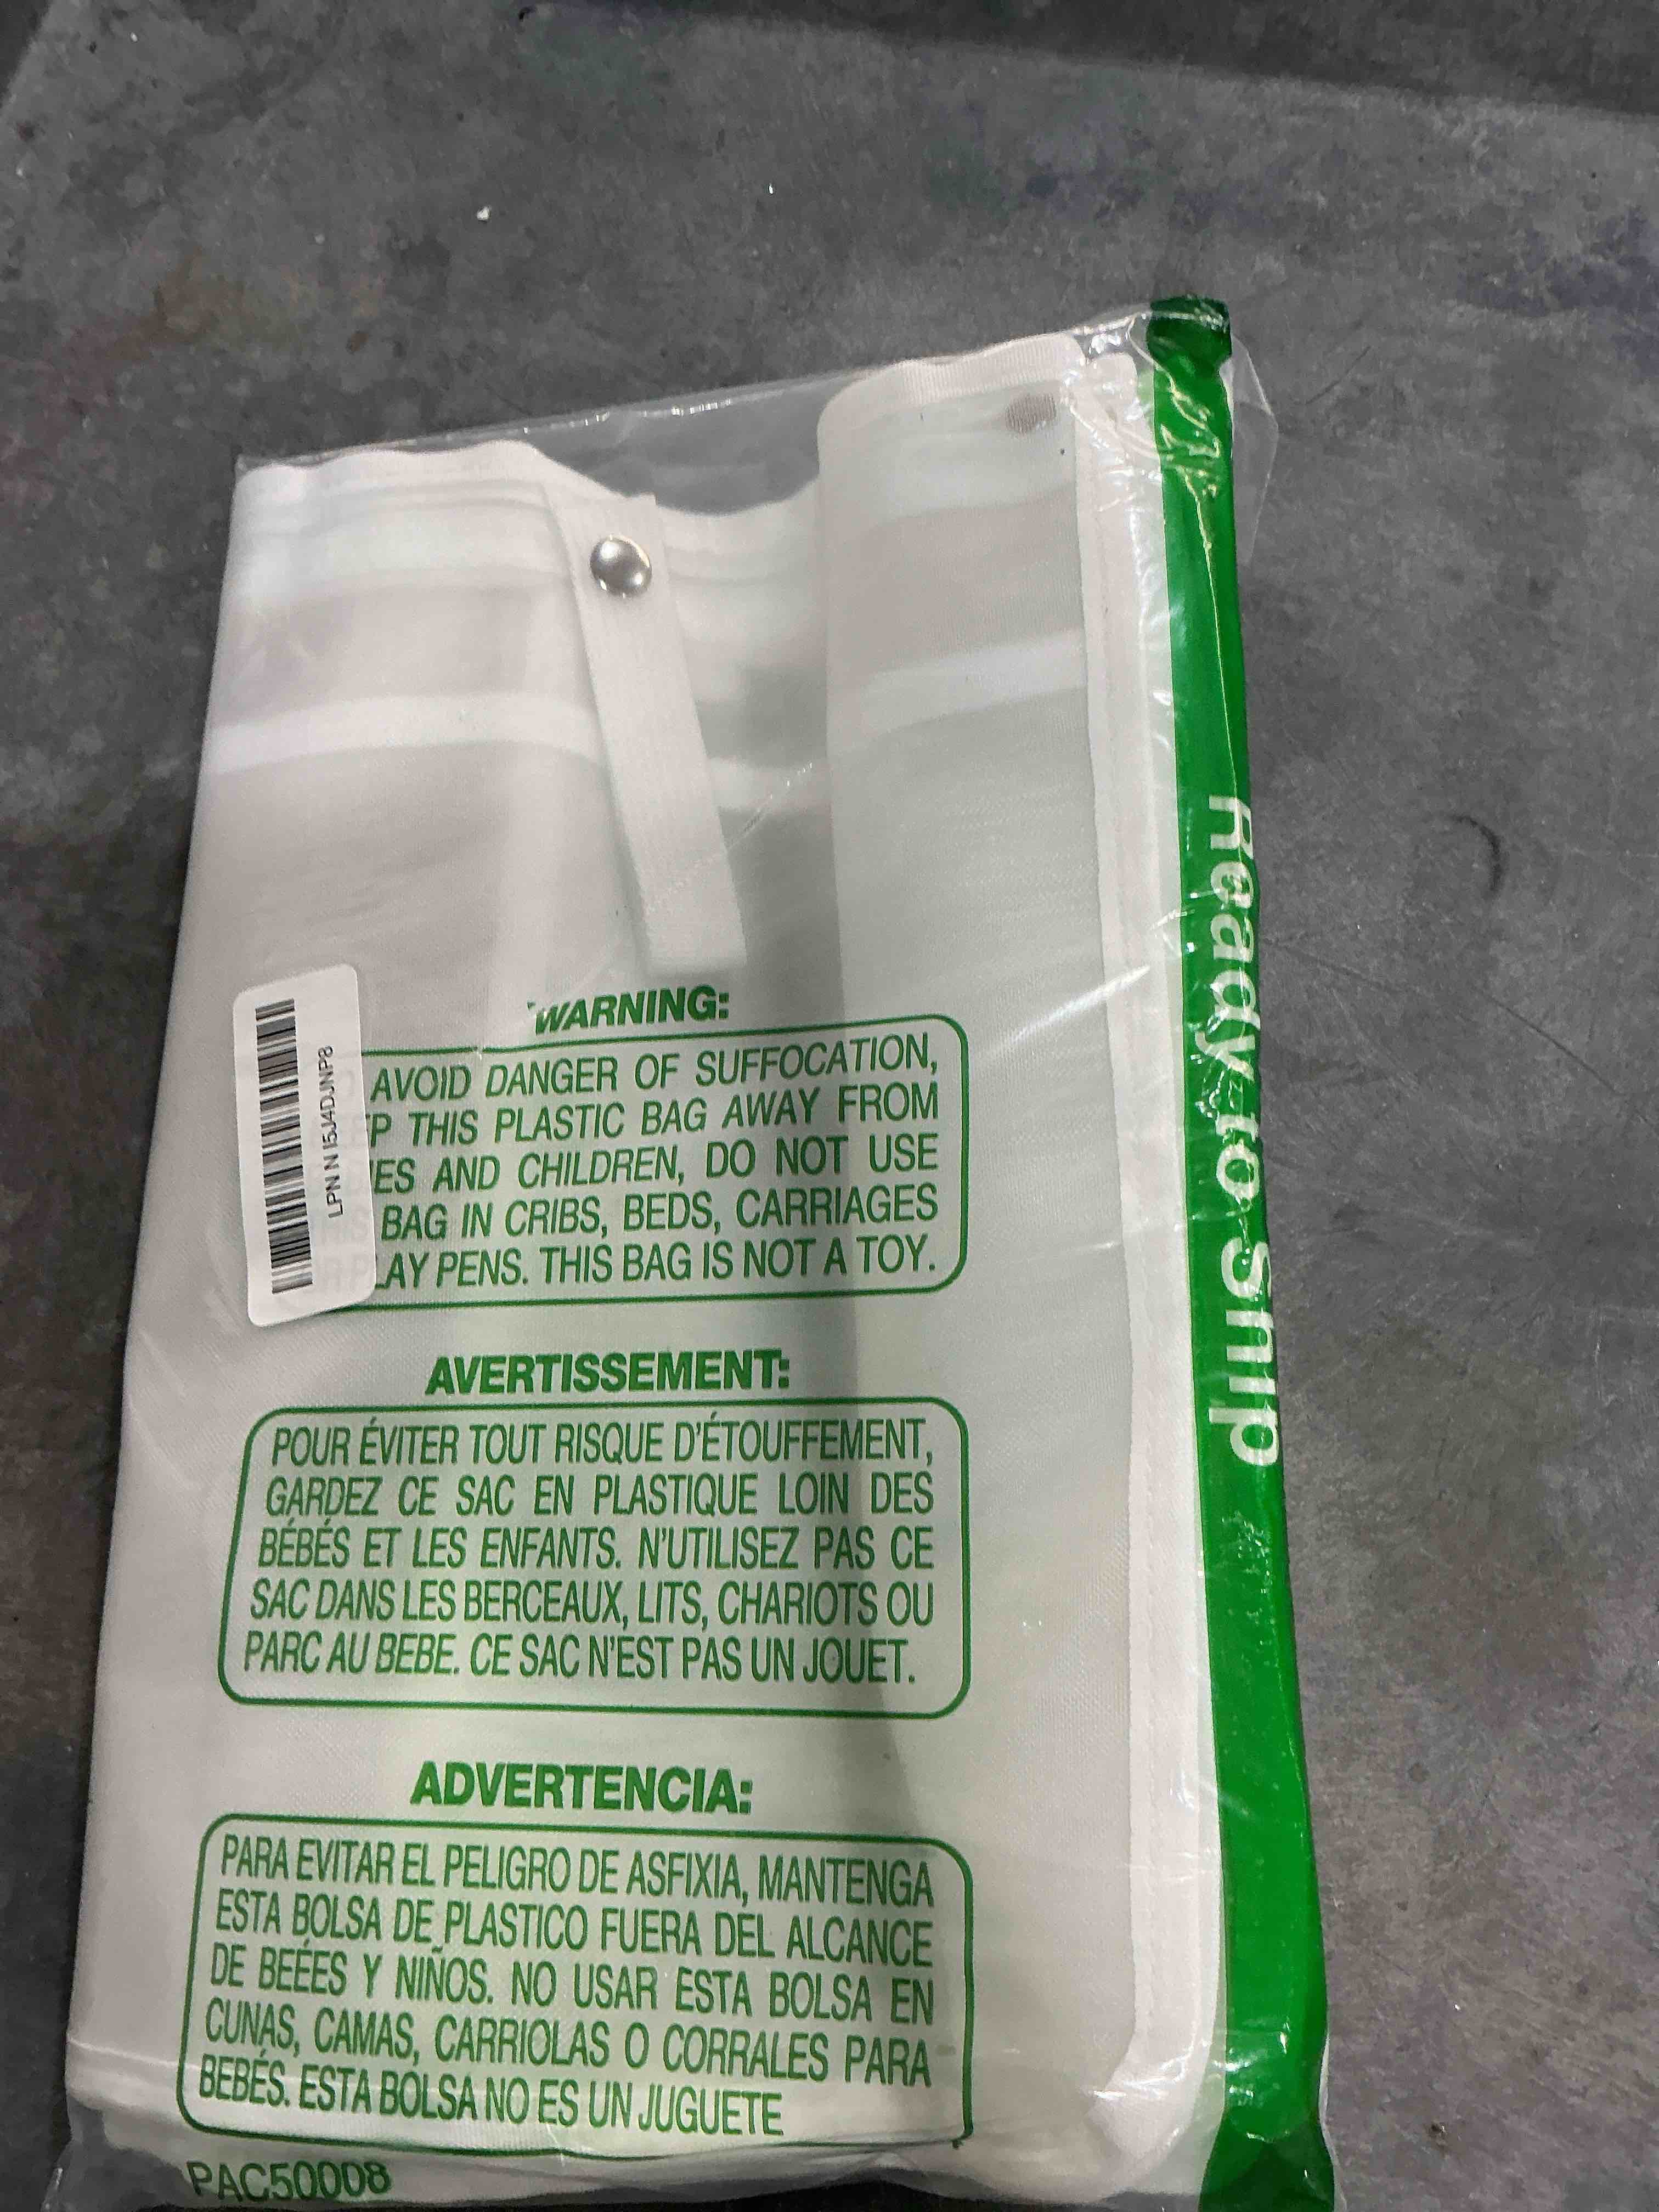 WARNING:
AVOID DANGER OF SUFFOCATION,
P THIS PLASTIC BAG AWAY FROM
IES AND CHILDREN, DO NOT USE
BAG IN CRIBS, BEDS, CARRIAGES
LAY PENS. THIS BAG IS NOT A TOY.
AVERTISSEMENT:
POUR ÉVITER TOUT RISQUE D'ÉTOUFFEMENT,
GARDEZ CE SAC EN PLASTIQUE LOIN DES
BÉBÉS ET LES ENFANTS. N'UTILISEZ PAS CE
SAC DANS LES BERCEAUX, LITS, CHARIOTS OU
PARC AU BEBE. CE SAC N'EST PAS UN JOUET.
ADVERTENCIA:
PARA EVITAR EL PELIGRO DE ASFIXIA, MANTENGA
ESTA BOLSA DE PLASTICO FUERA DEL ALCANCE
DE BEÉES Y NIÑOS. NO USAR ESTA BOLSA EN
CUNAS, CAMAS, CARRIOLAS O CORRALES PARA
BEBÉS. ESTA BOLSA NO ES UN JUGUETE
PAC50008
Ready to Ship